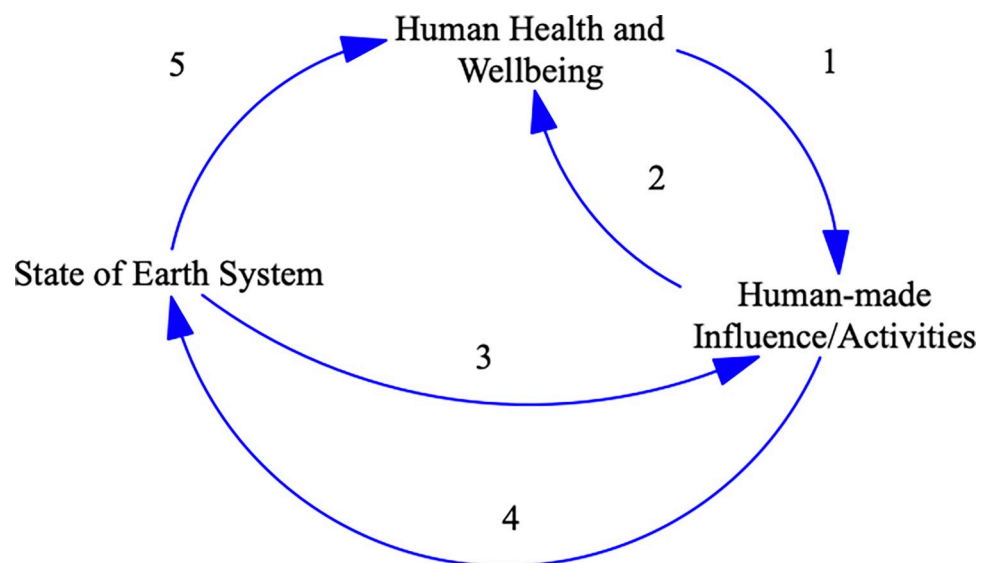 Human Health and
Wellbeing
5
1
2
State of Earth System
Human-made
Influence/Activities
3
4